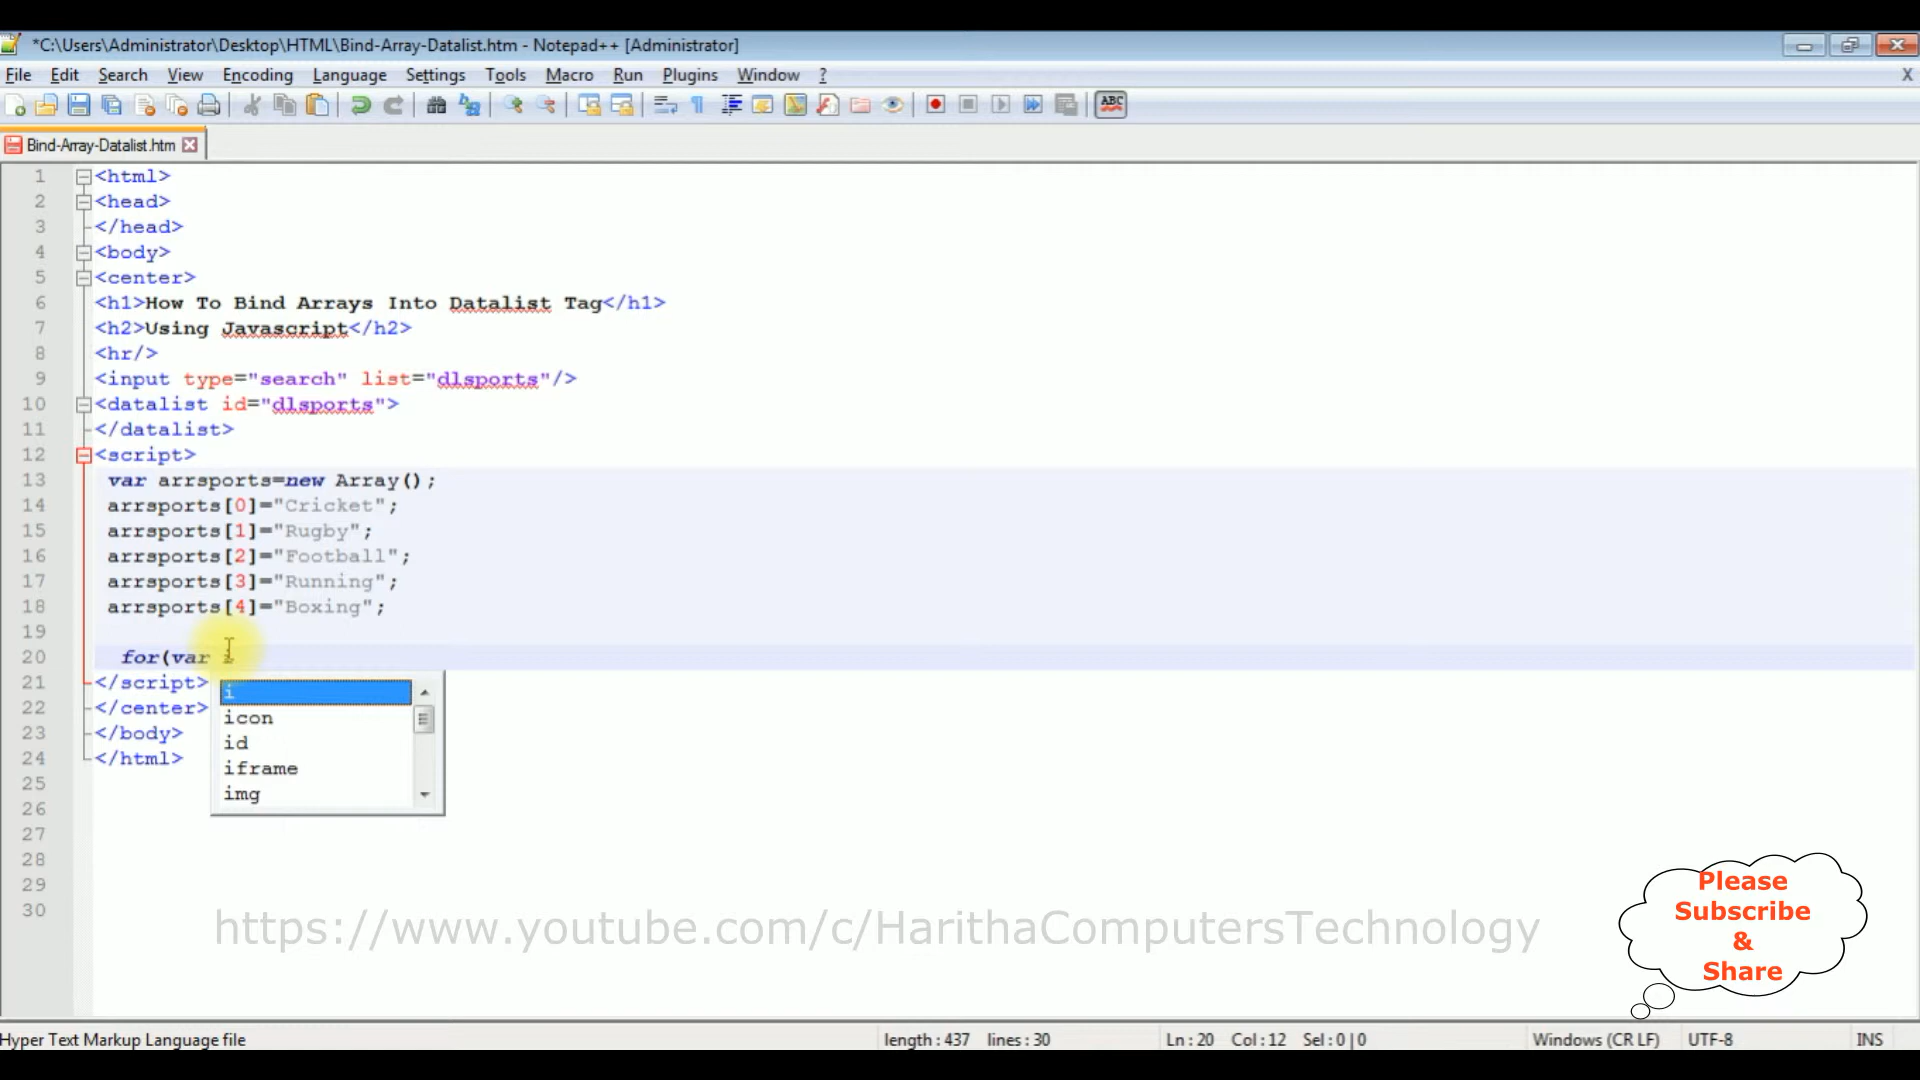 *C:\Users\Administrator\Desktop\HTML\Bind-Array-Datalist.htm - Notepad++ [Administrator]
File Edit Search View Encoding Language Settings Tools Macro Run Plugins Window ? X
ABC
Bind-Array-Datalist.htm
1 <html>
2 <head>
3 </head>
4 <body>
5 <center>
6 <h1>How To Bind Arrays Into Datalist Tag</h1>
7 <h2>Using Javascript</h2>
8 <hr/>
9 <input type="search" list="dlsports"/>
10 <datalist id="dlsports">
11 </datalist>
12 <script>
13 var arrsports=new Array();
14 arrsports[0]="Cricket";
15 arrsports[1]="Rugby";
16 arrsports[2]="Football";
17 arrsports[3]="Running";
18 arrsports[4]="Boxing";
19
20 for(var i
21 </script>
22 </center>
23 </body>
24 </html>
i
icon
id
iframe
img
25
26
27
28
29
30
https://www.youtube.com/c/HarithaComputersTechnology
Please
Subscribe
&
Share
Hyper Text Markup Language file length : 437 lines : 30 Ln : 20 Col : 12 Sel : 0 | 0 Windows (CR LF) UTF-8 INS